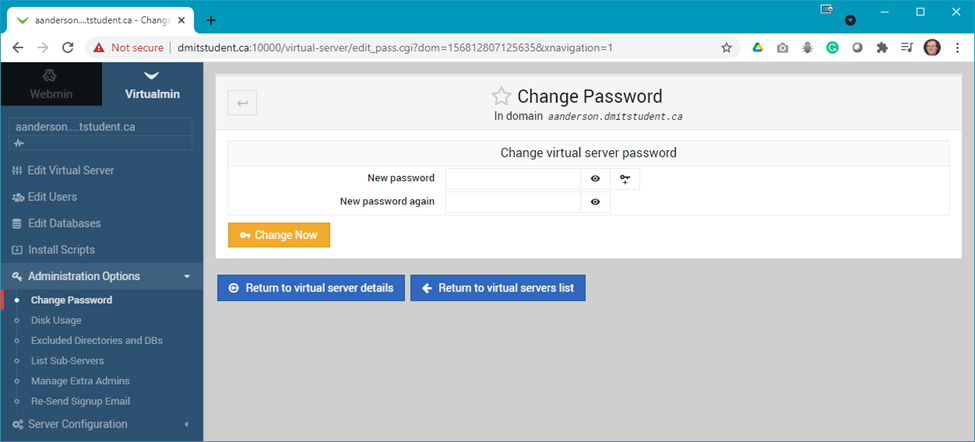 aanderson....tstudent.ca - Chang
Not secure | dmitstudent.ca:10000/virtual-server/edit_pass.cgi?dom=156812807125635&xnavigation=1
Webmin
Virtualmin
aanderson....tstudent.ca
Edit Virtual Server
Edit Users
Edit Databases
Install Scripts
Administration Options
Change Password
Disk Usage
Excluded Directories and DBs
List Sub-Servers
Manage Extra Admins
Re-Send Signup Email
Server Configuration
Change Password
In domain aanderson.dmitstudent.ca
Change virtual server password
New password
New password again
Change Now
Return to virtual server details
Return to virtual servers list